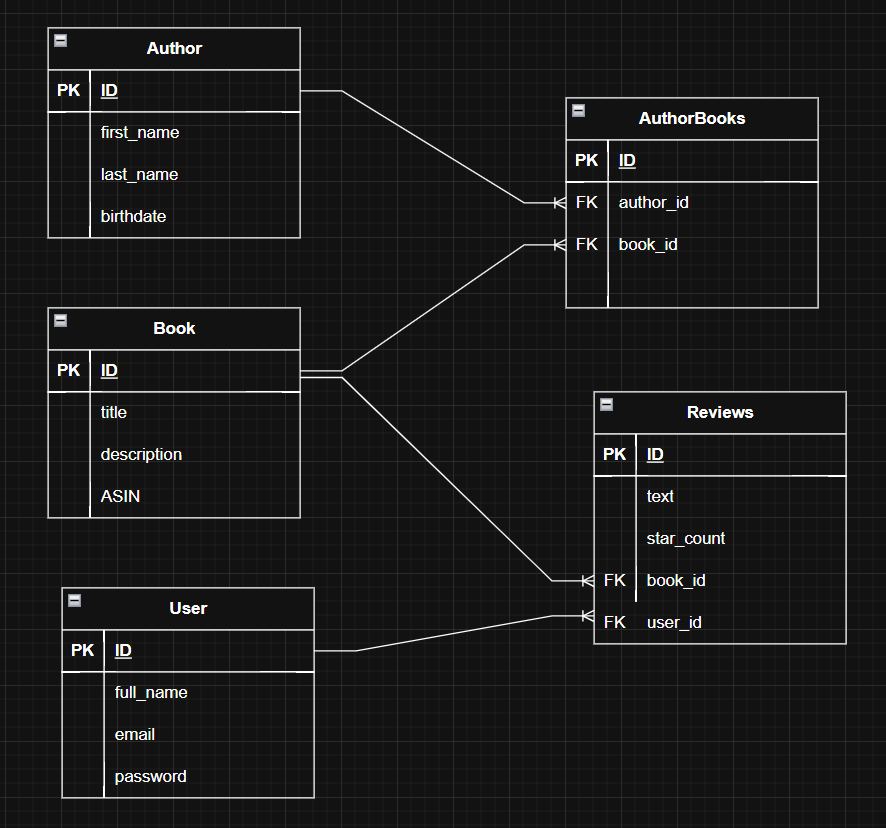 Author
PK ID
first_name
last_name
birthdate
AuthorBooks
PK ID
FK author_id
FK book_id
Book
PK ID
title
description
ASIN
Reviews
PK ID
text
star_count
FK book_id
FK user_id
User
PK ID
full_name
email
password